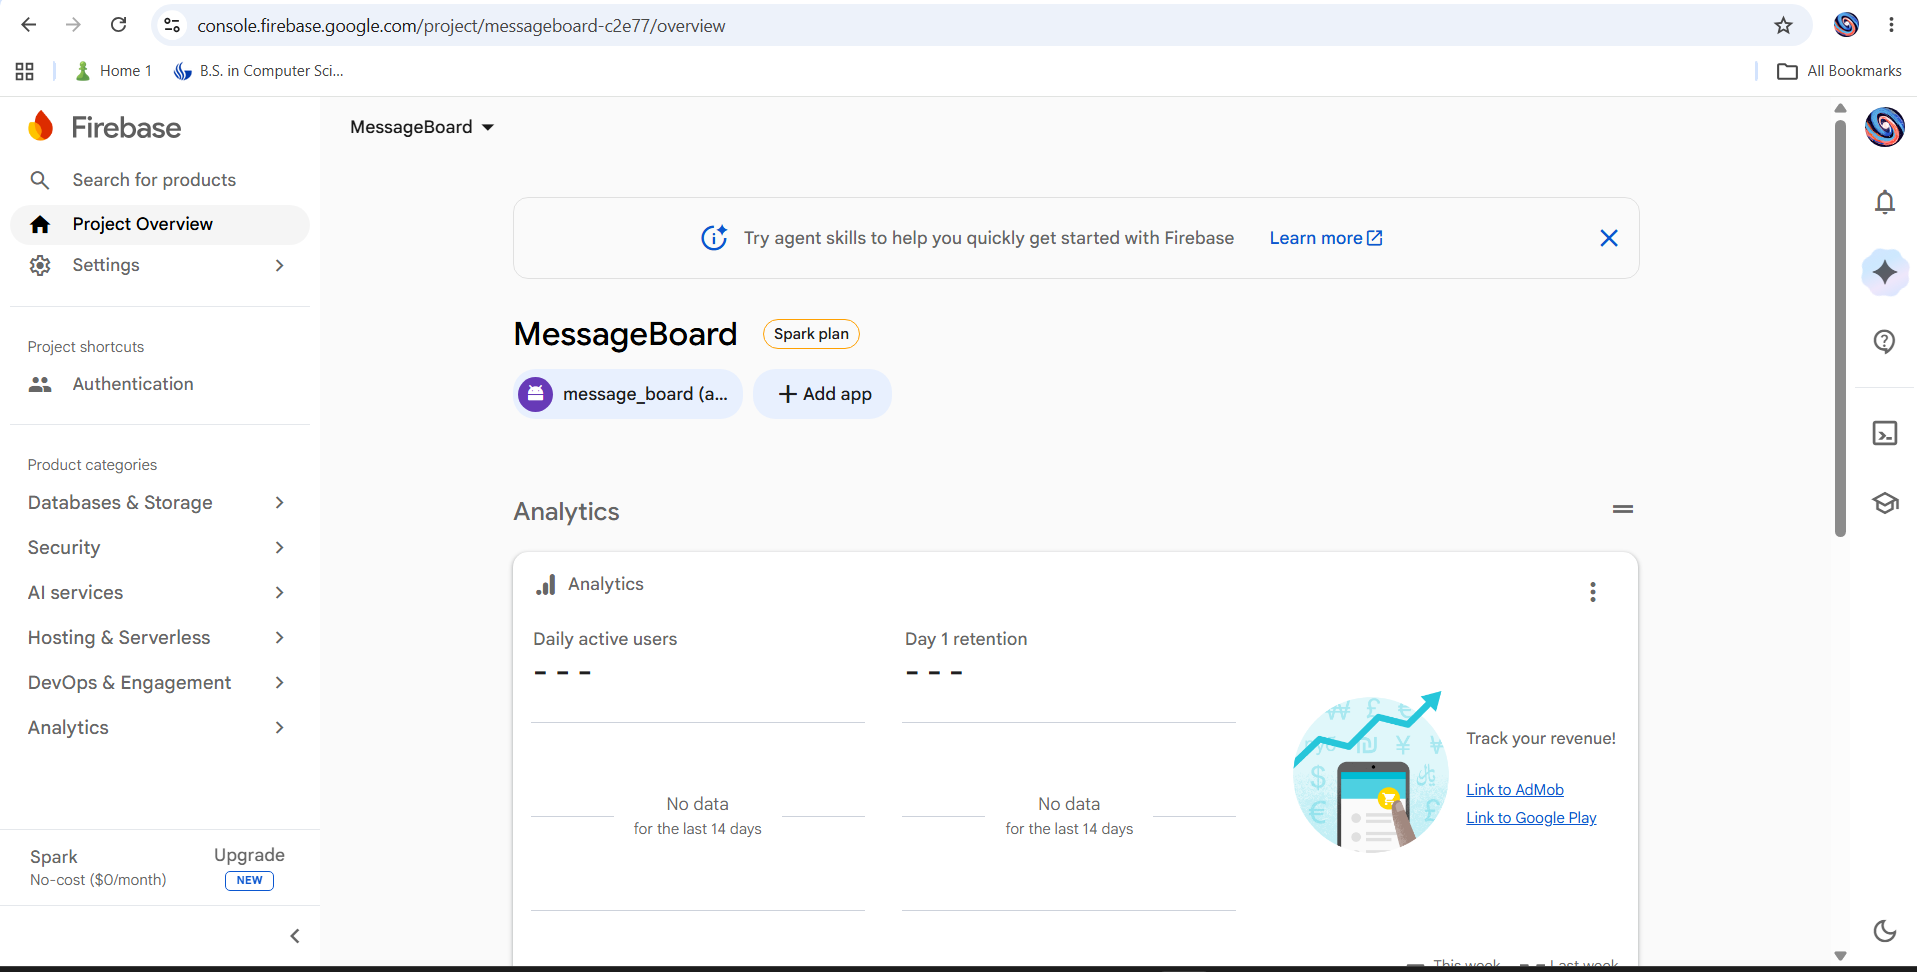 console.firebase.google.com/project/messageboard-c2e77/overview
Home 1
B.S. in Computer Sci...
All Bookmarks
Firebase
Search for products
Project Overview
Settings
Project shortcuts
Authentication
Product categories
Databases & Storage
Security
AI services
Hosting & Serverless
DevOps & Engagement
Analytics
Spark
No-cost ($0/month)
Upgrade
NEW
MessageBoard
Try agent skills to help you quickly get started with Firebase
Learn more
MessageBoard
Spark plan
message_board (a...
Add app
Analytics
Analytics
Daily active users
- - -
No data
for the last 14 days
Day 1 retention
- - -
No data
for the last 14 days
Track your revenue!
Link to AdMob
Link to Google Play
This week
Last week